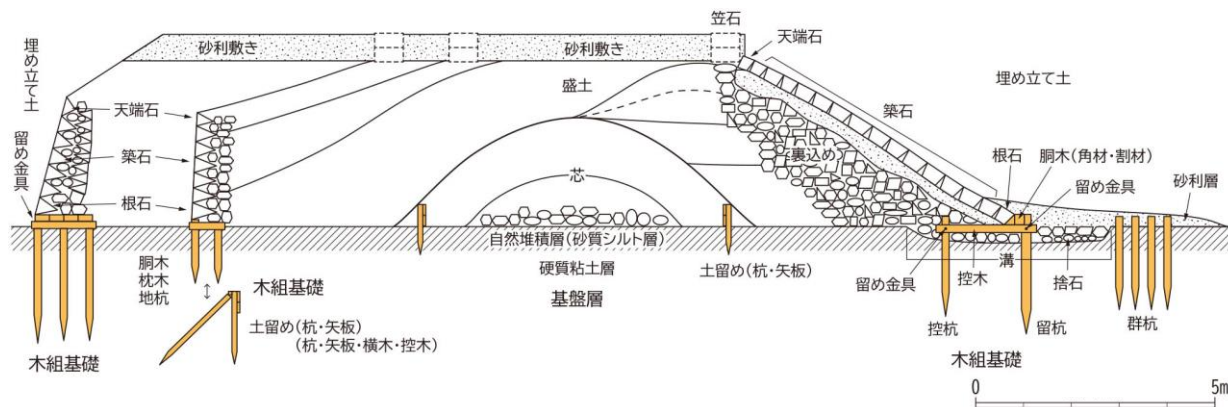 笠石
砂利敷き
砂利敷き
天端石
埋め立て土
盛土
埋め立て土
築石
天端石
留め金具
築石
裏込め
根石
胴木(角材・割材)
芯
留め金具
砂利層
根石
自然堆積層(砂質シルト層)
胴木
枕木
地杭
木組基礎
硬質粘土層
基盤層
土留め(杭・矢板)
留め金具
控木
溝
捨石
土留め(杭・矢板)
(杭・矢板・横木・控木)
控杭
留杭
群杭
木組基礎
木組基礎
0
5m